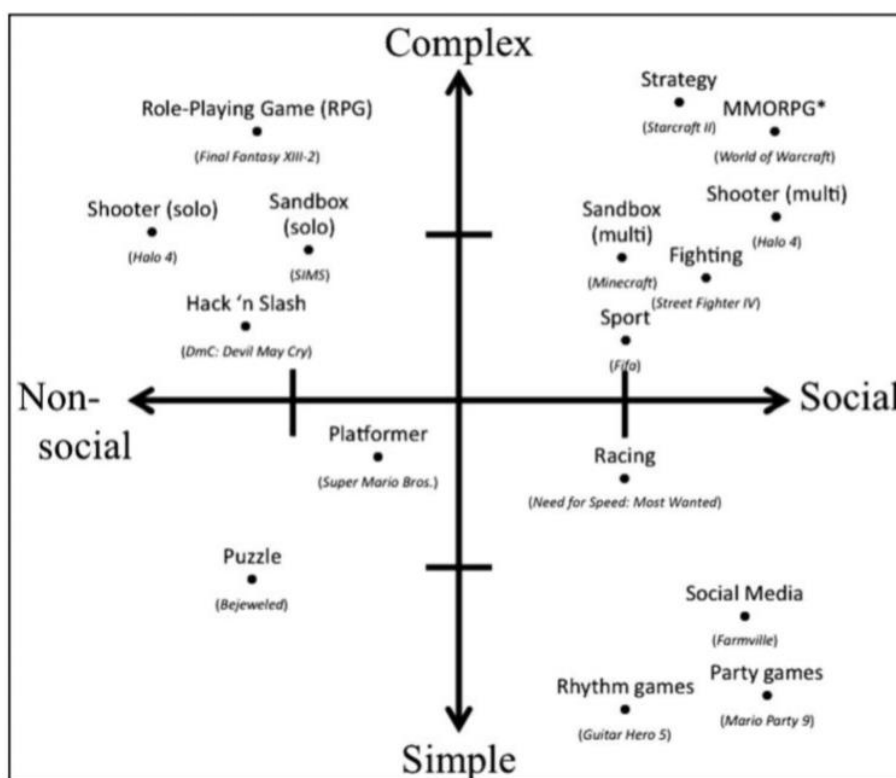 Complex
Strategy
(Starcraft II)
Role-Playing Game (RPG)
(Final Fantasy XIII-2)
MMORPG*
(World of Warcraft)
Shooter (solo)
(Halo 4)
Sandbox
(solo)
(SIMS)
Sandbox
(multi)
(Minecraft)
Shooter (multi)
(Halo 4)
Fighting
(Street Fighter IV)
Hack 'n Slash
(DmC: Devil May Cry)
Sport
(Fifa)
Non-
social
Social
Platformer
(Super Mario Bros.)
Racing
(Need for Speed: Most Wanted)
Puzzle
(Bejeweled)
Social Media
(Farmville)
Rhythm games
(Guitar Hero 5)
Party games
(Mario Party 9)
Simple